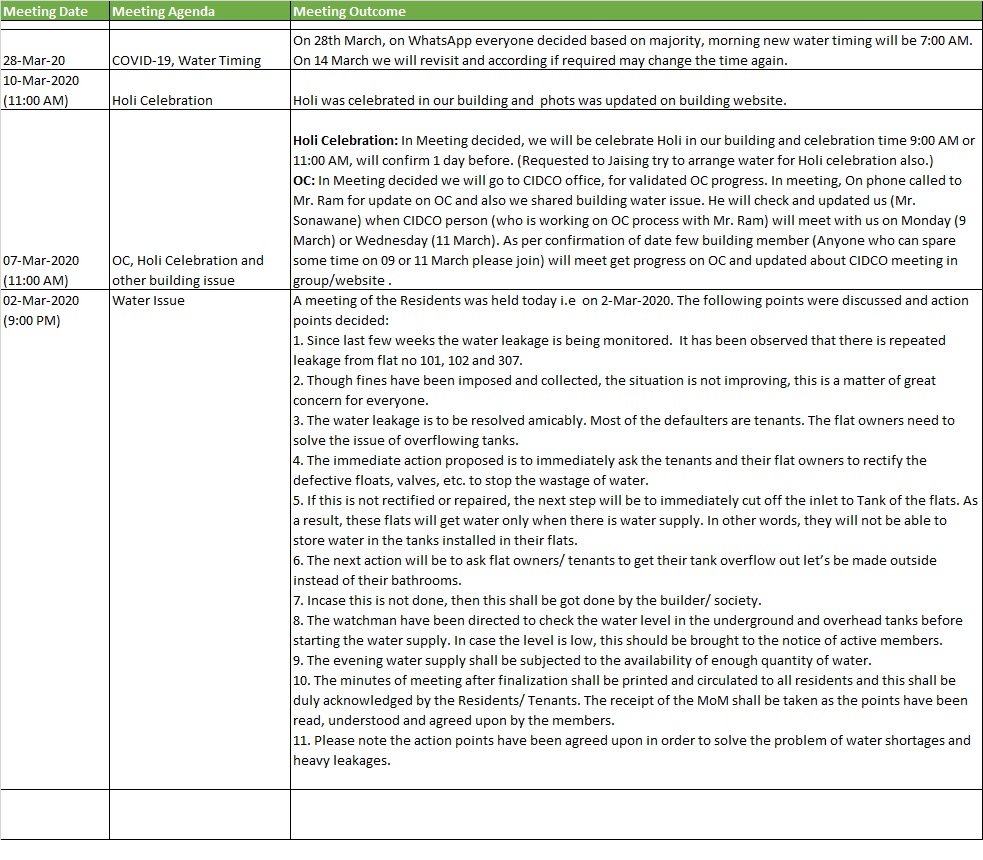 Meeting Date Meeting Agenda Meeting Outcome
On 28th March, on WhatsApp everyone decided based on majority, morning new water timing will be 7:00 AM.
28-Mar-20 COVID-19, Water Timing On 14 March we will revisit and according if required may change the time again.
10-Mar-2020
(11:00 AM) Holi Celebration Holi was celebrated in our building and phots was updated on building website.
Holi Celebration: In Meeting decided, we will be celebrate Holi in our building and celebration time 9:00 AM or
11:00 AM, will confirm 1 day before. (Requested to Jaising try to arrange water for Holi celebration also.)
OC: In Meeting decided we will go to CIDCO office, for validated OC progress. In meeting, On phone called to
Mr. Ram for update on OC and also we shared building water issue. He will check and updated us (Mr.
Sonawane) when CIDCO person (who is working on OC process with Mr. Ram) will meet with us on Monday (9
March) or Wednesday (11 March). As per confirmation of date few building member (Anyone who can spare
07-Mar-2020 OC, Holi Celebration and some time on 09 or 11 March please join) will meet get progress on OC and updated about CIDCO meeting in
(11:00 AM) other building issue group/website .
02-Mar-2020 Water Issue A meeting of the Residents was held today i.e on 2-Mar-2020. The following points were discussed and action
(9:00 PM) points decided:
1. Since last few weeks the water leakage is being monitored. It has been observed that there is repeated
leakage from flat no 101, 102 and 307.
2. Though fines have been imposed and collected, the situation is not improving, this is a matter of great
concern for everyone.
3. The water leakage is to be resolved amicably. Most of the defaulters are tenants. The flat owners need to
solve the issue of overflowing tanks.
4. The immediate action proposed is to immediately ask the tenants and their flat owners to rectify the
defective floats, valves, etc. to stop the wastage of water.
5. If this is not rectified or repaired, the next step will be to immediately cut off the inlet to Tank of the flats. As
a result, these flats will get water only when there is water supply. In other words, they will not be able to
store water in the tanks installed in their flats.
6. The next action will be to ask flat owners/ tenants to get their tank overflow out let’s be made outside
instead of their bathrooms.
7. Incase this is not done, then this shall be got done by the builder/ society.
8. The watchman have been directed to check the water level in the underground and overhead tanks before
starting the water supply. In case the level is low, this should be brought to the notice of active members.
9. The evening water supply shall be subjected to the availability of enough quantity of water.
10. The minutes of meeting after finalization shall be printed and circulated to all residents and this shall be
duly acknowledged by the Residents/ Tenants. The receipt of the MoM shall be taken as the points have been
read, understood and agreed upon by the members.
11. Please note the action points have been agreed upon in order to solve the problem of water shortages and
heavy leakages.